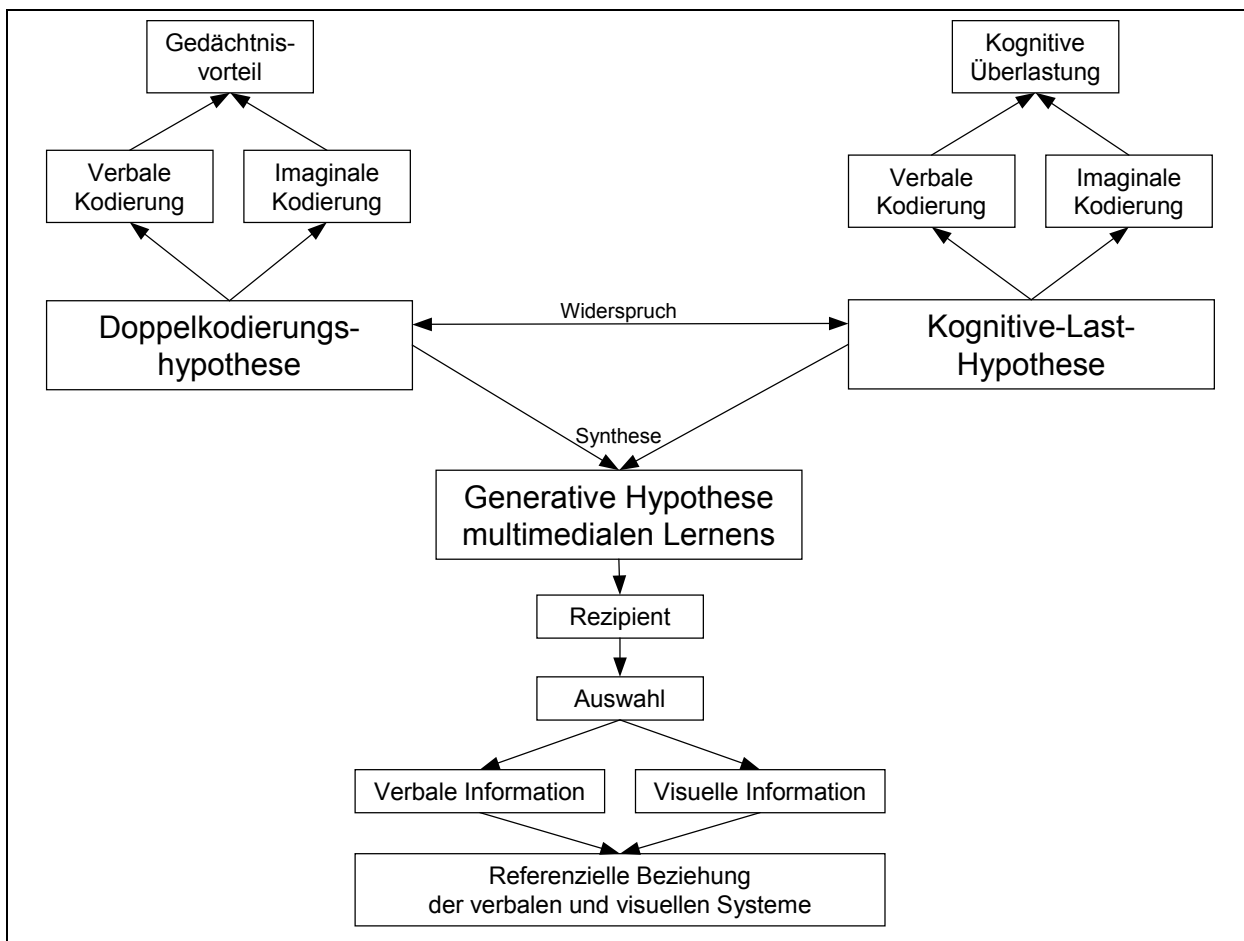 Gedächtnis-
vorteil
Kognitive
Überlastung
Verbale
Kodierung
Imaginale
Kodierung
Verbale
Kodierung
Imaginale
Kodierung
Doppelkodierungs-
hypothese
Widerspruch
Kognitive-Last-
Hypothese
Synthese
Generative Hypothese
multimedialen Lernens
Rezipient
Auswahl
Verbale Information
Visuelle Information
Referenzielle Beziehung
der verbalen und visuellen Systeme